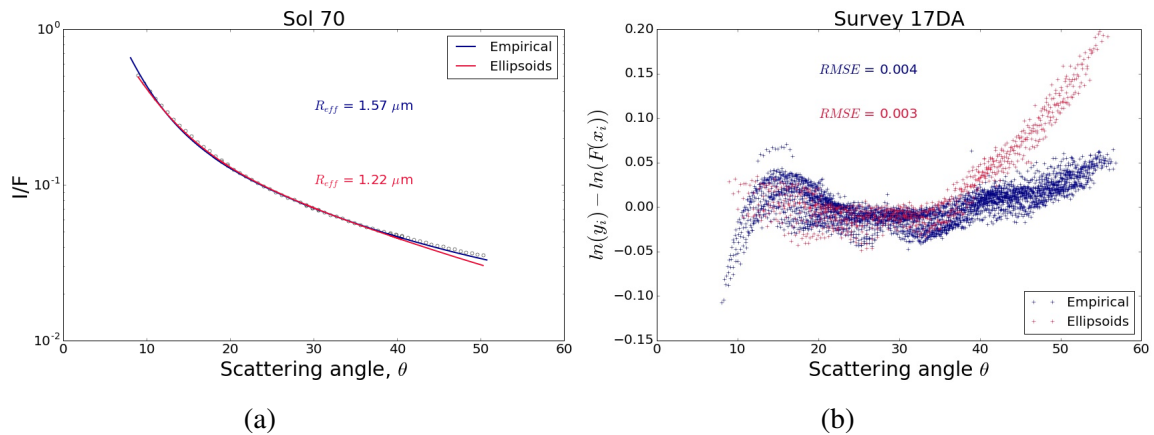 Sol 70
10⁰
10⁻¹
10⁻²
I/F
Empirical
Ellipsoids
R_eff = 1.57 μm
R_eff = 1.22 μm
0 10 20 30 40 50 60
Scattering angle, θ
(a)
Survey 17DA
0.20
0.15
0.10
0.05
0.00
−0.05
−0.10
−0.15
ln(y_i) − ln(F(x_i))
RMSE = 0.004
RMSE = 0.003
Empirical
Ellipsoids
0 10 20 30 40 50 60
Scattering angle θ
(b)